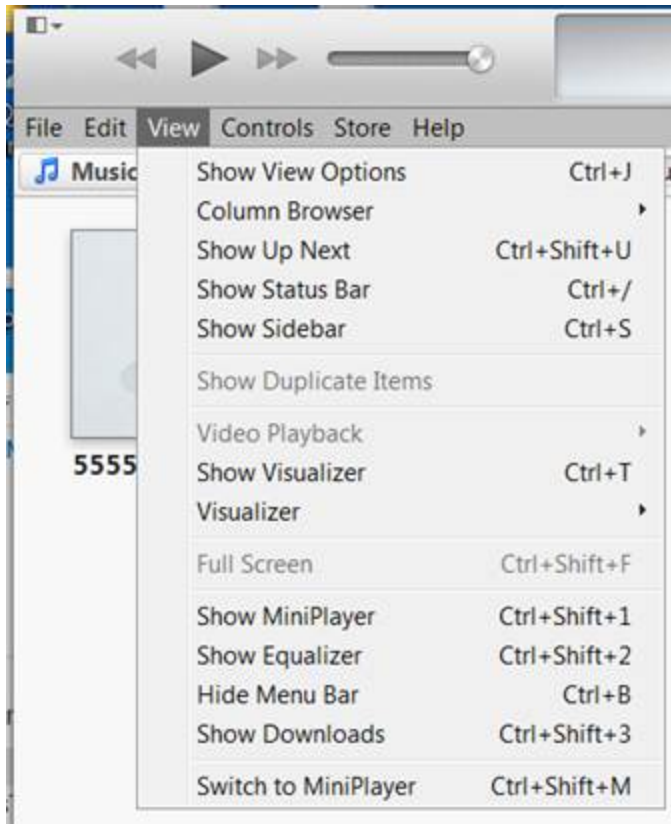 File Edit View Controls Store Help
Music
Show View Options Ctrl+J
Column Browser
Show Up Next Ctrl+Shift+U
Show Status Bar Ctrl+/
Show Sidebar Ctrl+S
Show Duplicate Items
Video Playback
5555
Show Visualizer Ctrl+T
Visualizer
Full Screen Ctrl+Shift+F
Show MiniPlayer Ctrl+Shift+1
Show Equalizer Ctrl+Shift+2
Hide Menu Bar Ctrl+B
Show Downloads Ctrl+Shift+3
Switch to MiniPlayer Ctrl+Shift+M